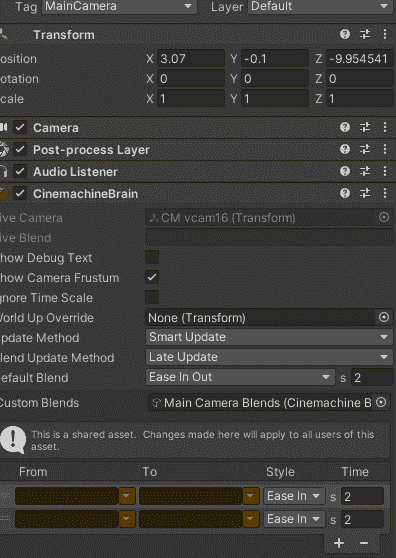 Tag MainCamera Layer Default
Transform
osition X 3.07 Y -0.1 Z -9.954541
otation X 0 Y 0 Z 0
cale X 1 Y 1 Z 1
Camera
Post-process Layer
Audio Listener
CinemachineBrain
ive Camera CM vcam16 (Transform)
ive Blend
how Debug Text
how Camera Frustum
gnore Time Scale
World Up Override None (Transform)
pdate Method Smart Update
lend Update Method Late Update
efault Blend Ease In Out s 2
Custom Blends Main Camera Blends (Cinemachine B
This is a shared asset. Changes made here will apply to all users of this
asset.
From To Style Time
Ease In s 2
Ease In s 2
+ −